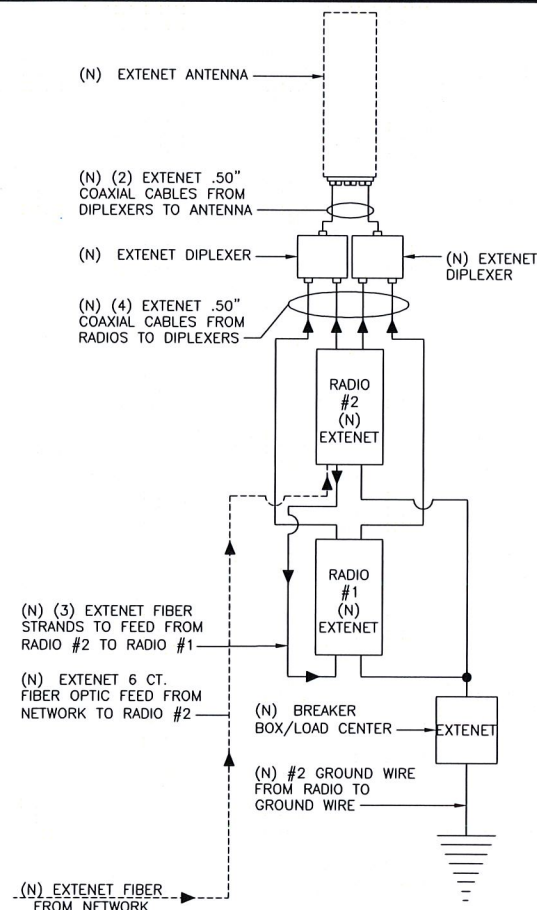 (N) EXTENET ANTENNA
(N) (2) EXTENET .50"
COAXIAL CABLES FROM
DIPLEXERS TO ANTENNA
(N) EXTENET DIPLEXER
(N) EXTENET
DIPLEXER
(N) (4) EXTENET .50"
COAXIAL CABLES FROM
RADIOS TO DIPLEXERS
RADIO
#2
(N)
EXTENET
RADIO
#1
(N)
EXTENET
(N) (3) EXTENET FIBER
STRANDS TO FEED FROM
RADIO #2 TO RADIO #1
(N) EXTENET 6 CT.
FIBER OPTIC FEED FROM
NETWORK TO RADIO #2
(N) BREAKER
BOX/LOAD CENTER
EXTENET
(N) #2 GROUND WIRE
FROM RADIO TO
GROUND WIRE
(N) EXTENET FIBER
FROM NETWORK